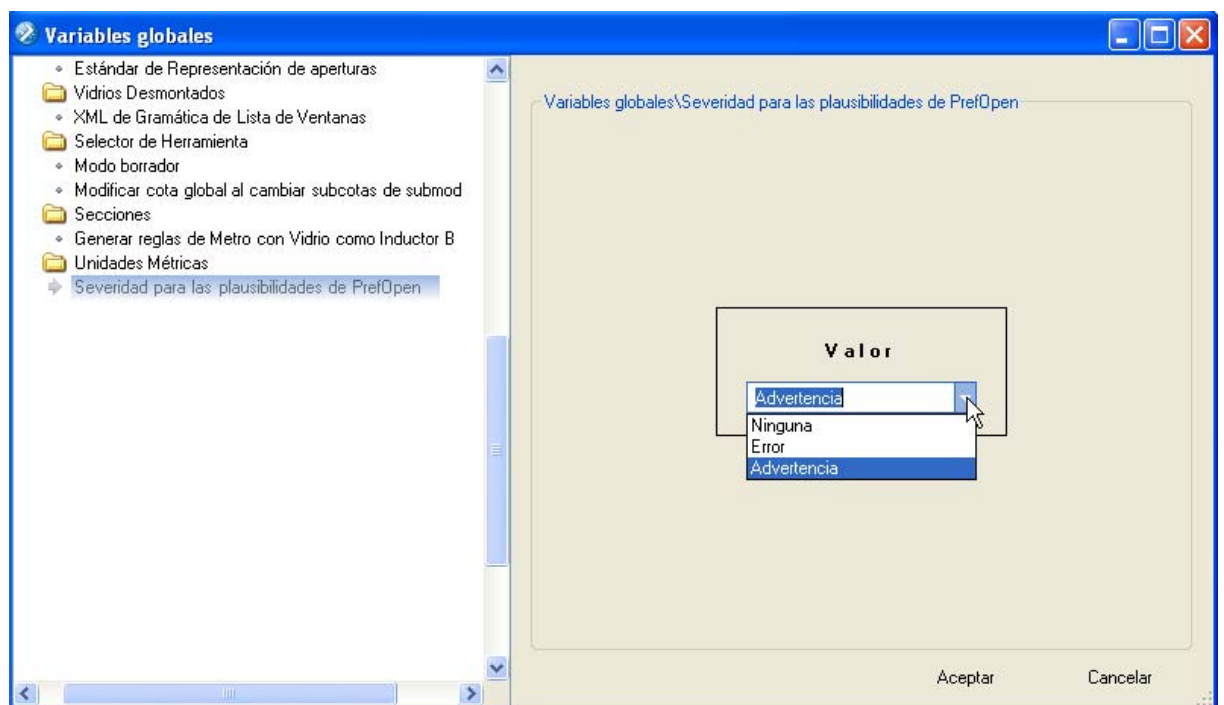 Variables globales
Estándar de Representación de aperturas
Vidrios Desmontados
XML de Gramática de Lista de Ventanas
Selector de Herramienta
Modo borrador
Modificar cota global al cambiar subcotas de submod
Secciones
Generar reglas de Metro con Vidrio como Inductor B
Unidades Métricas
Severidad para las plausibilidades de PrefOpen
Variables globales\Severidad para las plausibilidades de PrefOpen
Valor
Advertencia
Ninguna
Error
Advertencia
Aceptar
Cancelar